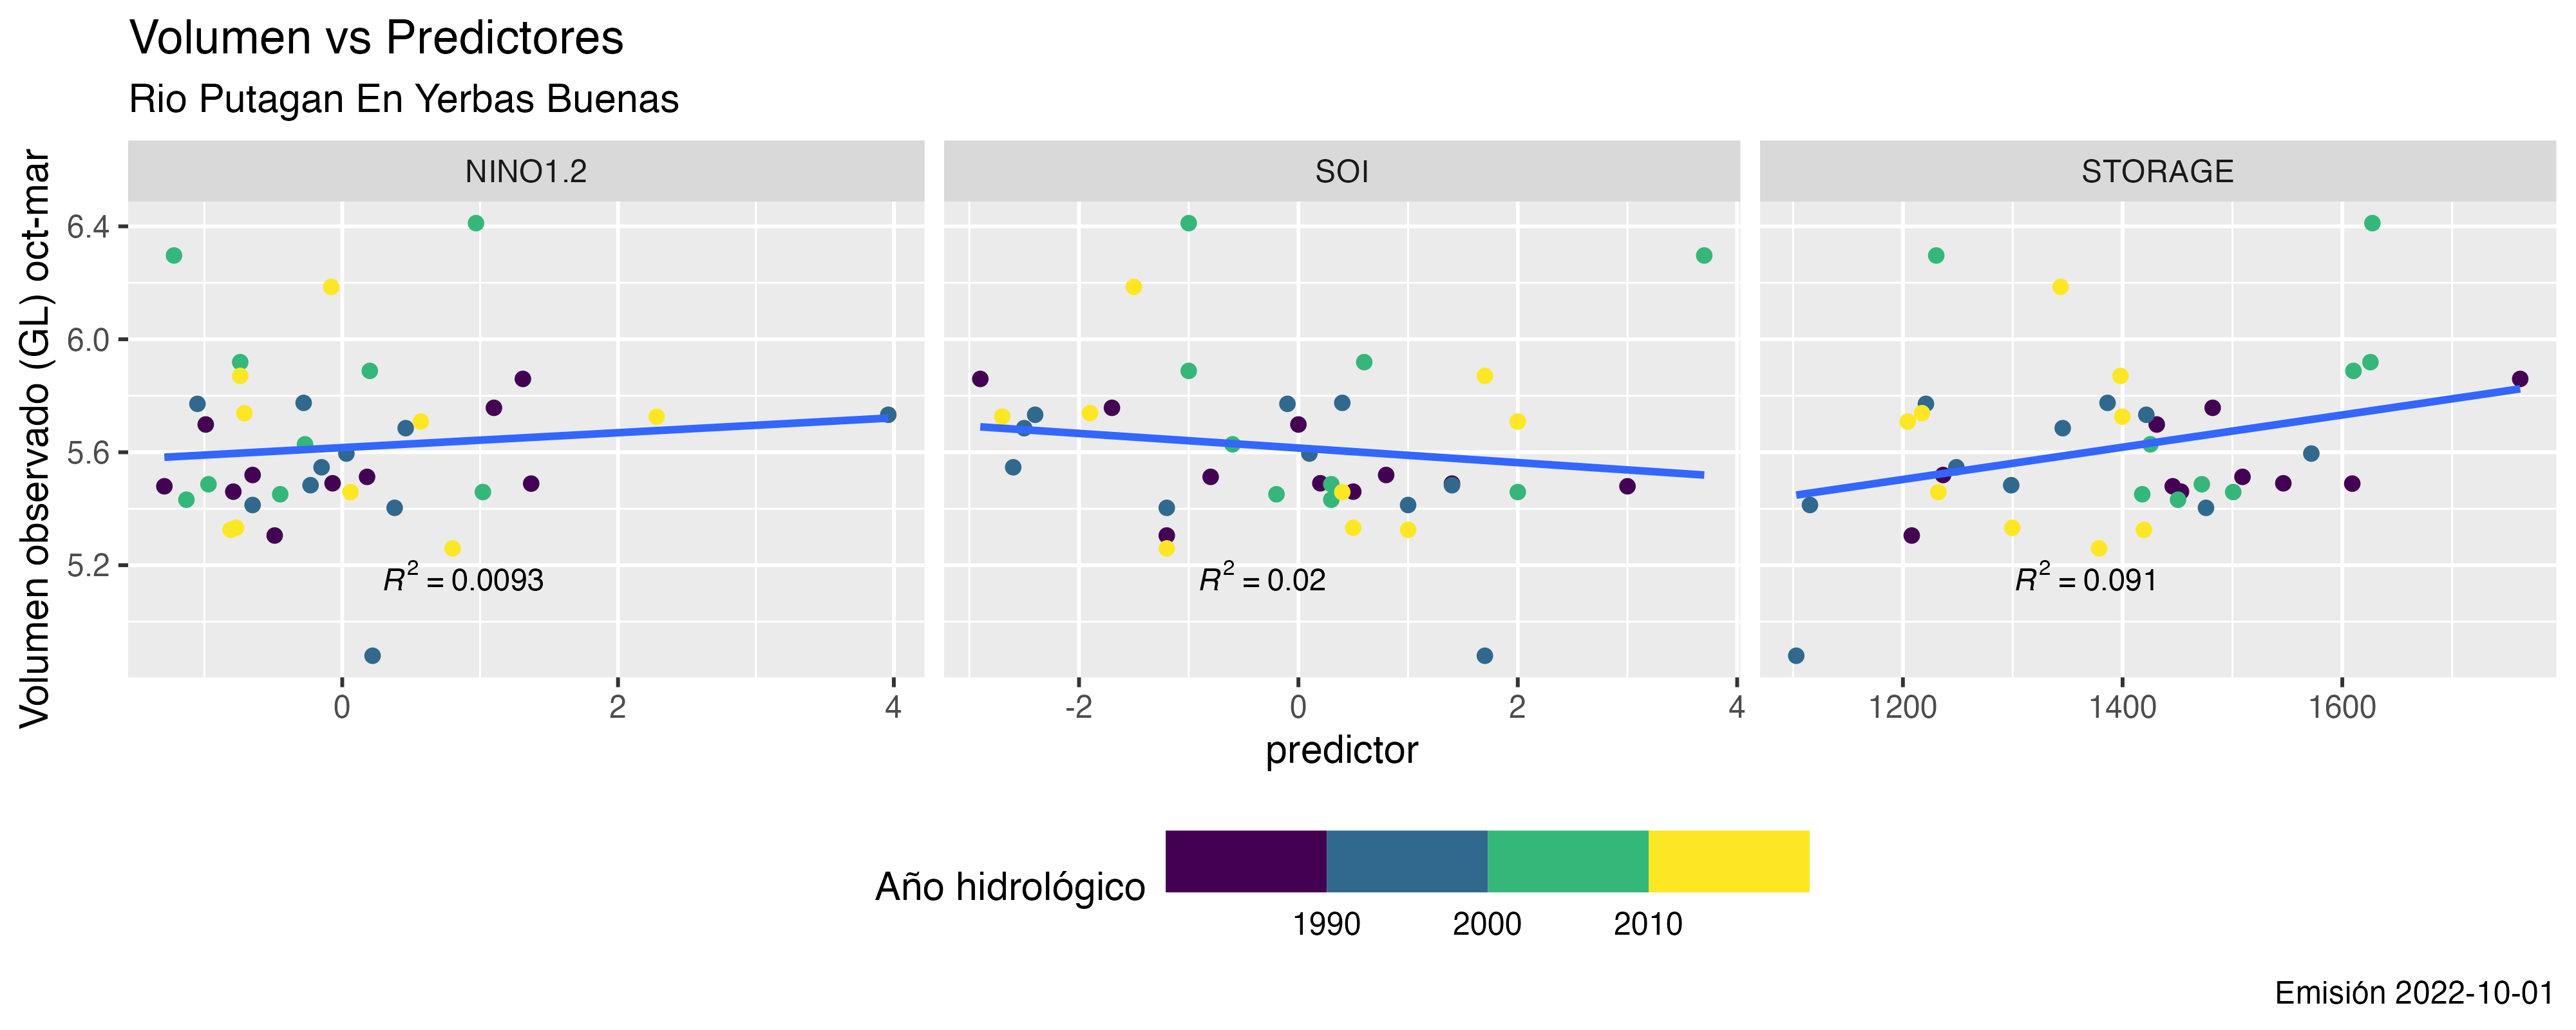 Volumen vs Predictores
Rio Putagan En Yerbas Buenas
NINO1.2
SOI
STORAGE
Volumen observado (GL) oct-mar
6.4
6.0
5.6
5.2
R² = 0.0093
R² = 0.02
R² = 0.091
0 2 4
-2 0 2 4
1200 1400 1600
predictor
Año hidrológico
1990 2000 2010
Emisión 2022-10-01